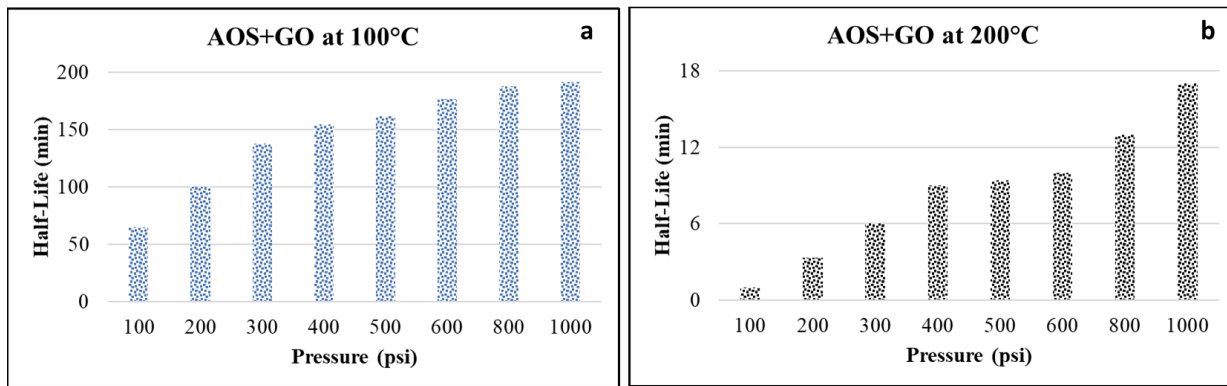 AOS+GO at 100°C
a
200
150
100
50
0
Half-Life (min)
100 200 300 400 500 600 800 1000
Pressure (psi)
AOS+GO at 200°C
b
18
12
6
0
Half-Life (min)
100 200 300 400 500 600 800 1000
Pressure (psi)